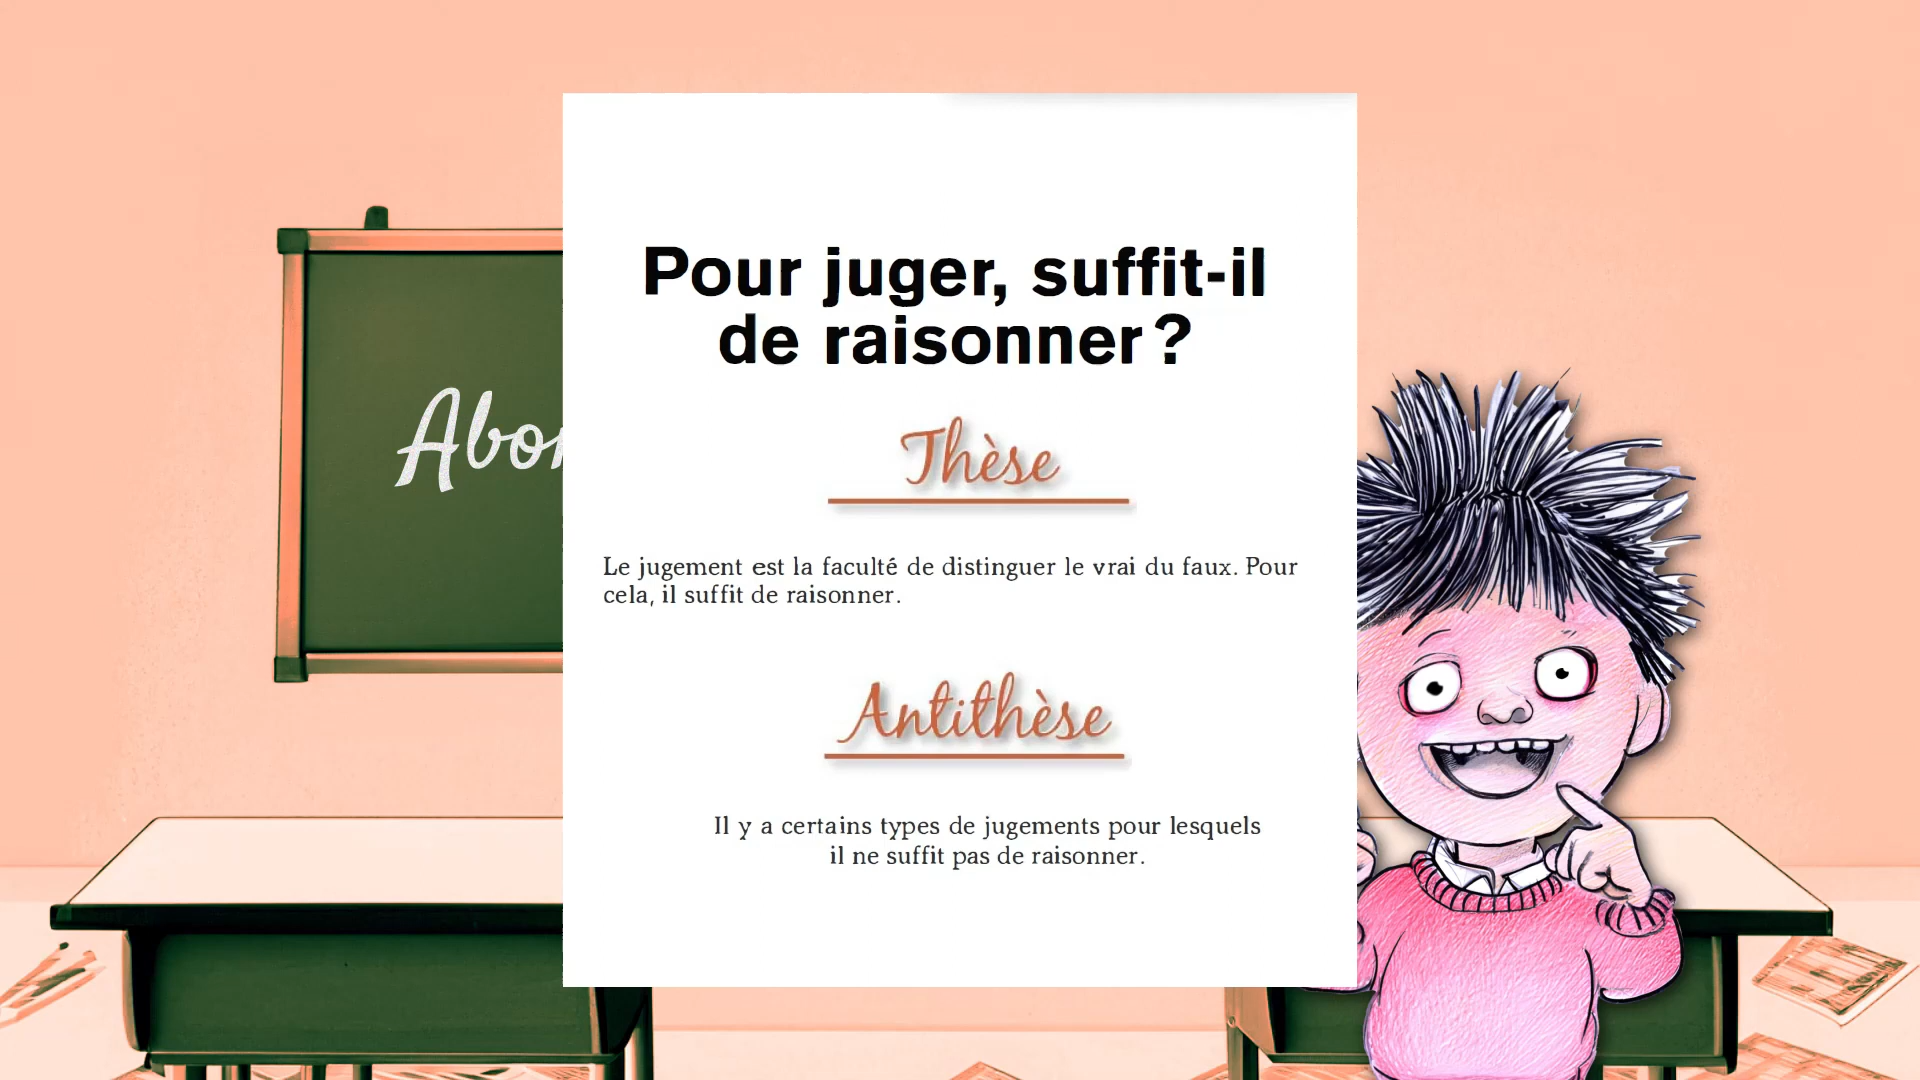 Pour juger, suffit-il
de raisonner ?
Thèse
Le jugement est la faculté de distinguer le vrai du faux. Pour
cela, il suffit de raisonner.
Antithèse
Il y a certains types de jugements pour lesquels
il ne suffit pas de raisonner.